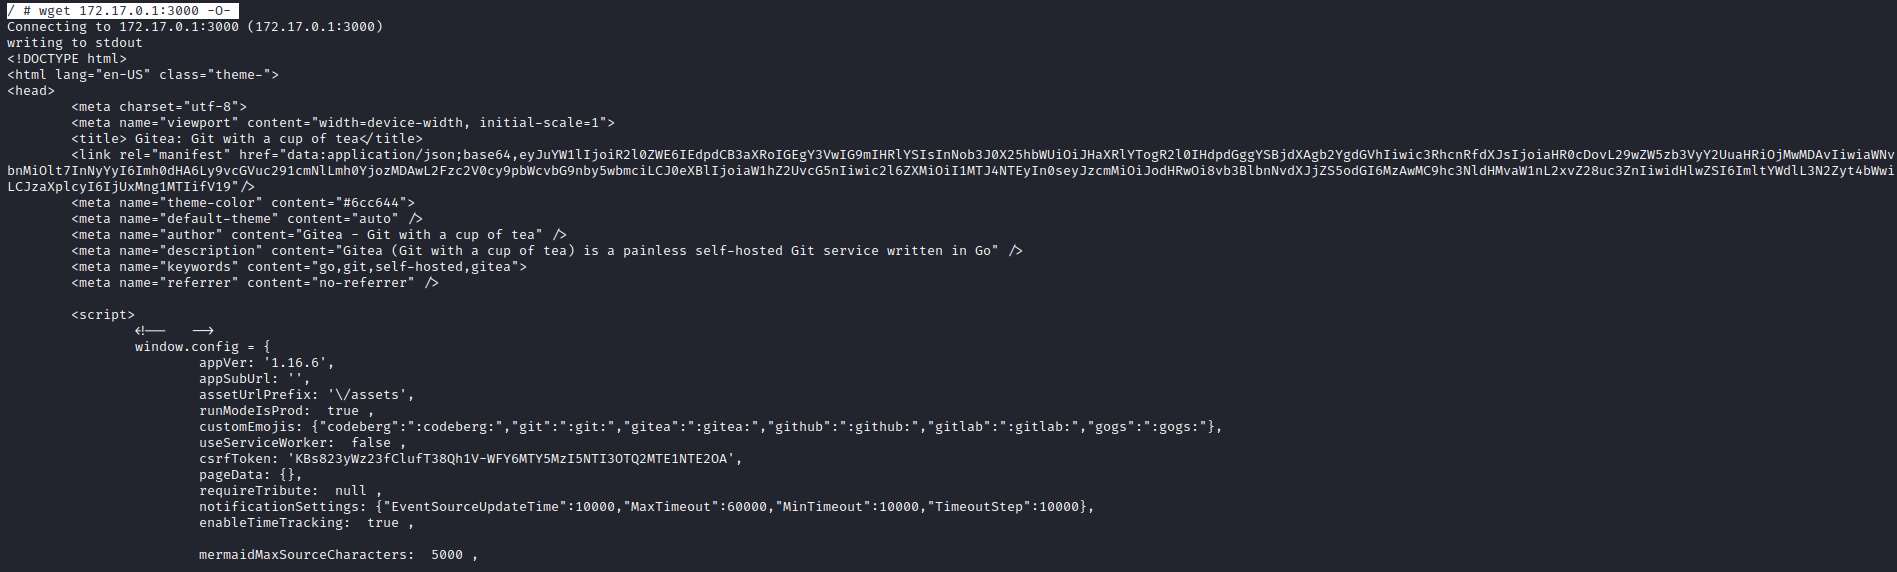 / # wget 172.17.0.1:3000 -O-
Connecting to 172.17.0.1:3000 (172.17.0.1:3000)
writing to stdout
<!DOCTYPE html>
<html lang="en-US" class="theme-">
<head>
<meta charset="utf-8">
<meta name="viewport" content="width=device-width, initial-scale=1">
<title> Gitea: Git with a cup of tea</title>
<link rel="manifest" href="data:application/json;base64,eyJuYW1lIjoiR2l0ZWE6IEdpdCB3aXRoIGEgY3VwIG9mIHRlYSIsInNob3J0X25hbWUiOiJHaXRlYTogR2l0IHdpdGggYSBjdXAgb2YgdGVhIiwic3RhcnRfdXJsIjoiaHR0cDovL29wZW5zb3VyY2UuaHRiOjMwMDAvIiwiaWNv
bnMiOlt7InNyYyI6Imh0dHA6Ly9vcGVuc291cmNlLmh0YjozMDAwL2Fzc2V0cy9pbWcvbG9nby5wbmciLCJ0eXBlIjoiaW1hZ2UvcG5nIiwic2l6ZXMiOiI1MTJ4NTEyIn0seyJzcmMiOiJodHRwOi8vb3BlbnNvdXJjZS5odGI6MzAwMC9hc3NldHMvaW1nL2xvZ28uc3ZnIiwidHlwZSI6ImltYWdlL3N2Zyt4bWwi
LCJzaXplcyI6IjUxMng1MTIifV19"/>
<meta name="theme-color" content="#6cc644">
<meta name="default-theme" content="auto" />
<meta name="author" content="Gitea - Git with a cup of tea" />
<meta name="description" content="Gitea (Git with a cup of tea) is a painless self-hosted Git service written in Go" />
<meta name="keywords" content="go,git,self-hosted,gitea">
<meta name="referrer" content="no-referrer" />
<script>
<!--   -->
window.config = {
appVer: '1.16.6',
appSubUrl: '',
assetUrlPrefix: '\/assets',
runModeIsProd:  true ,
customEmojis: {"codeberg":":codeberg:","git":":git:","gitea":":gitea:","github":":github:","gitlab":":gitlab:","gogs":":gogs:"},
useServiceWorker:  false ,
csrfToken: 'KBs823yWz23fClufT38Qh1V-WFY6MTY5MzI5NTI3OTQ2MTE1NTE2OA',
pageData: {},
requireTribute:  null ,
notificationSettings: {"EventSourceUpdateTime":10000,"MaxTimeout":60000,"MinTimeout":10000,"TimeoutStep":10000},
enableTimeTracking:  true ,
mermaidMaxSourceCharacters:  5000 ,